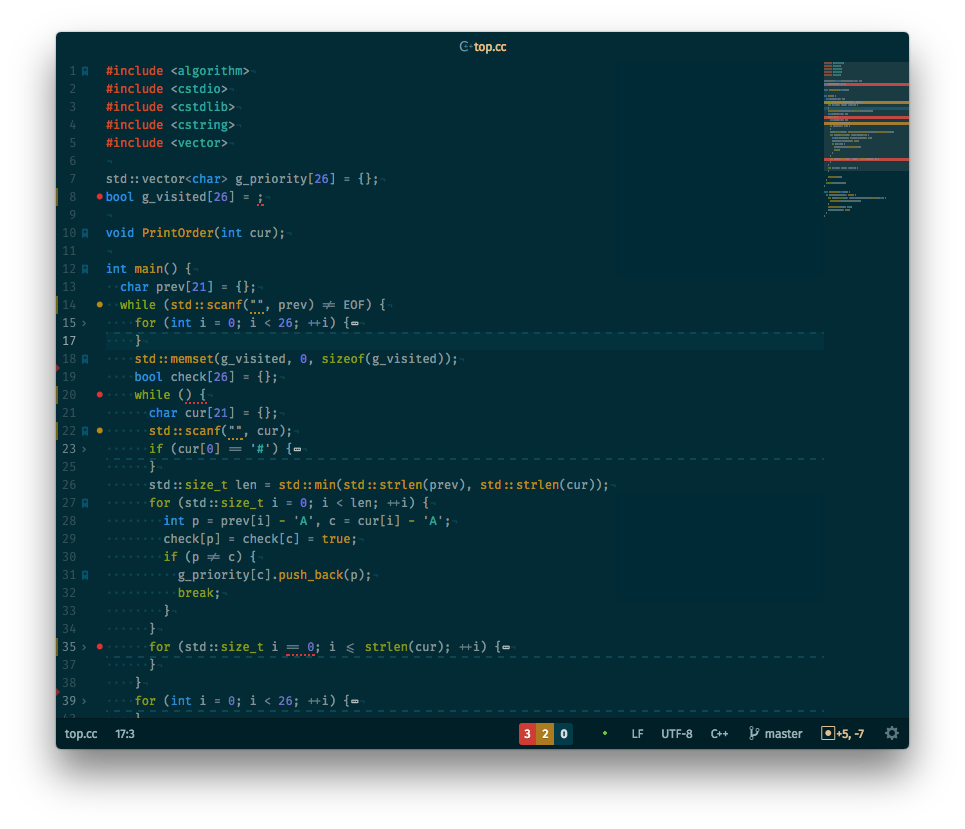 C++ top.cc
1 #include <algorithm>
2 #include <cstdio>
3 #include <cstdlib>
4 #include <cstring>
5 #include <vector>
6
7 std::vector<char> g_priority[26] = {};
8 bool g_visited[26] = ;
9
10 void PrintOrder(int cur);
11
12 int main() {
13 char prev[21] = {};
14 while (std::scanf("", prev) != EOF) {
15 for (int i = 0; i < 26; ++i) {
17 }
18 std::memset(g_visited, 0, sizeof(g_visited));
19 bool check[26] = {};
20 while () {
21 char cur[21] = {};
22 std::scanf("", cur);
23 if (cur[0] == '#') {
25 }
26 std::size_t len = std::min(std::strlen(prev), std::strlen(cur));
27 for (std::size_t i = 0; i < len; ++i) {
28 int p = prev[i] - 'A', c = cur[i] - 'A';
29 check[p] = check[c] = true;
30 if (p != c) {
31 g_priority[c].push_back(p);
32 break;
33 }
34 }
35 for (std::size_t i == 0; i <= strlen(cur); ++i) {
37 }
38 }
39 for (int i = 0; i < 26; ++i) {
top.cc 17:3 3 2 0 LF UTF-8 C++ master +5, -7